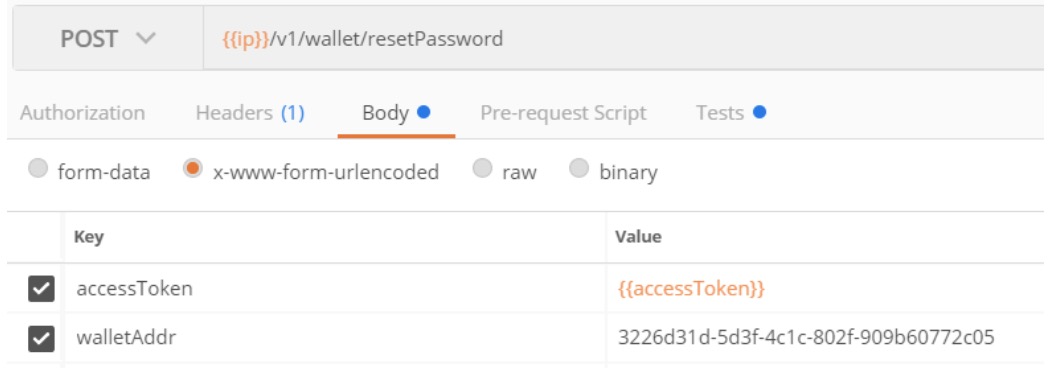 POST {{ip}}/v1/wallet/resetPassword
Authorization Headers (1) Body Pre-request Script Tests
form-data x-www-form-urlencoded raw binary
Key Value
accessToken {{accessToken}}
walletAddr 3226d31d-5d3f-4c1c-802f-909b60772c05